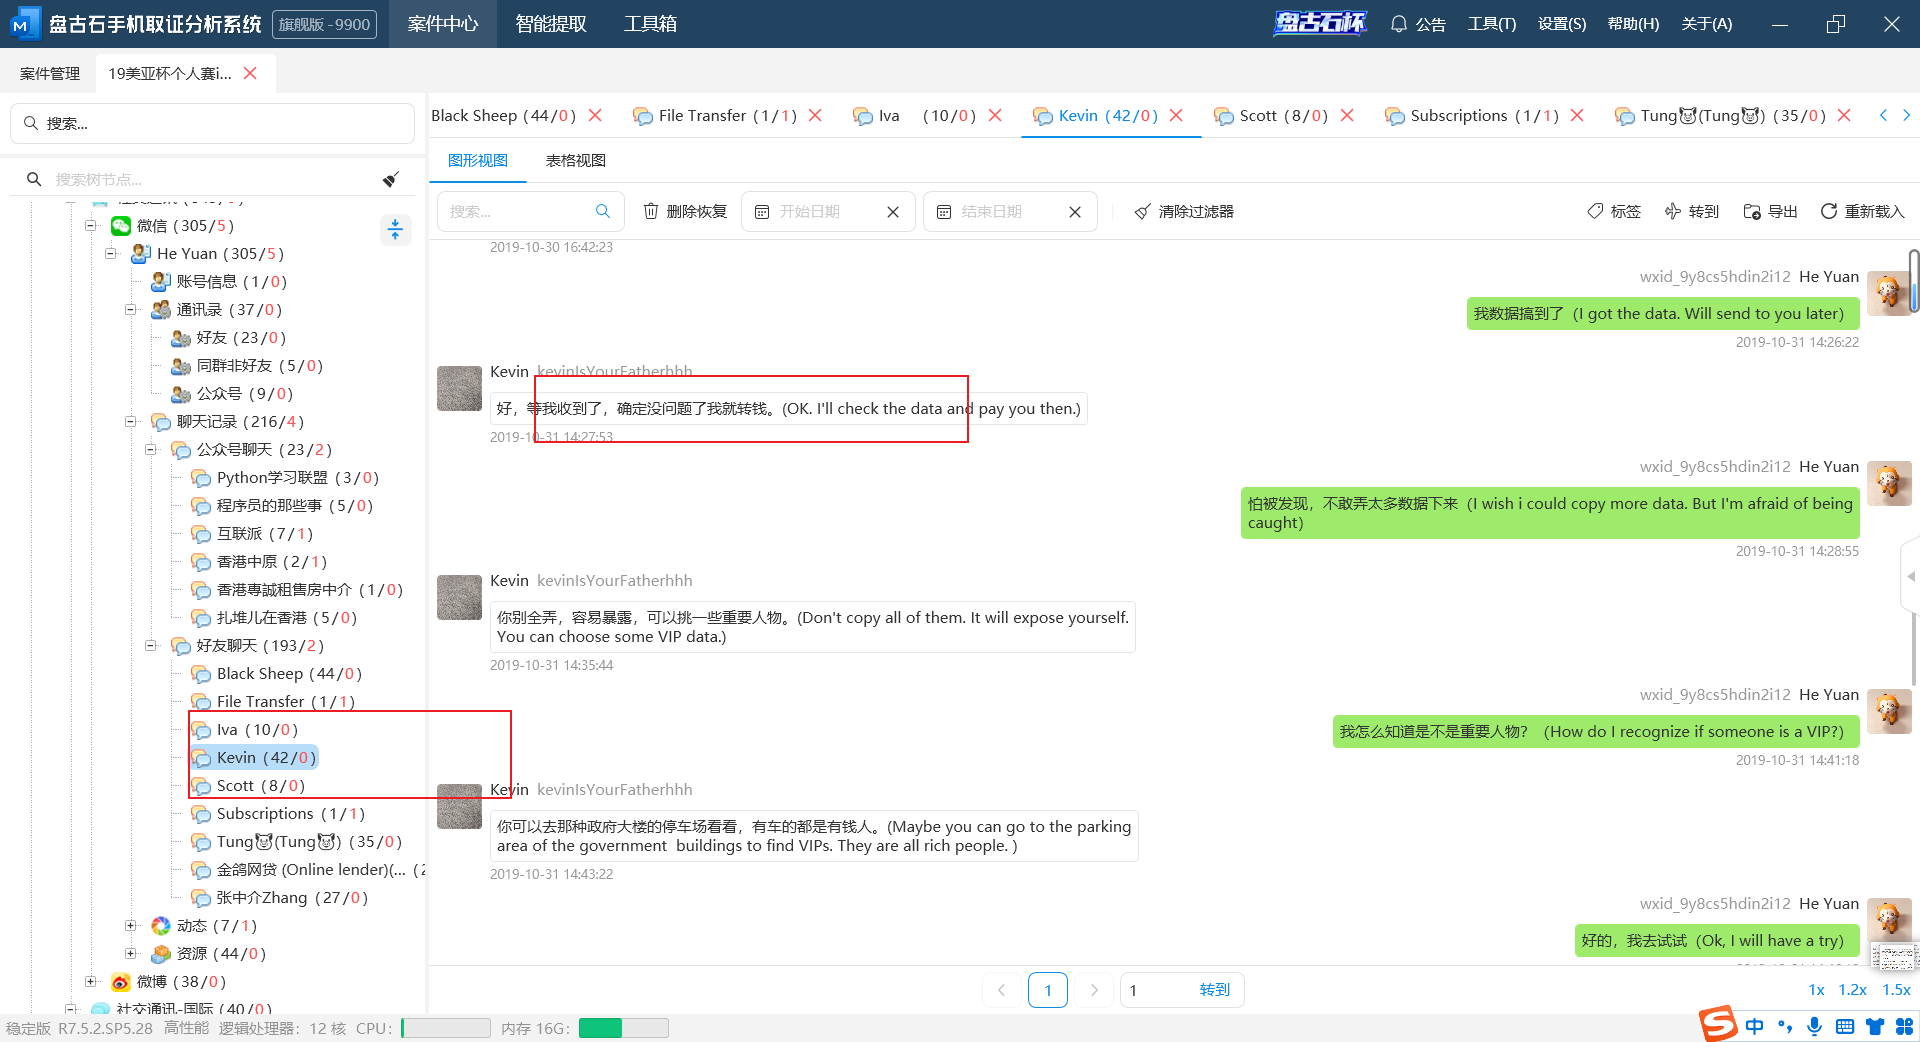 盘古石手机取证分析系统 旗舰版 -9900 案件中心 智能提取 工具箱 盘古石杯 公告 工具(T) 设置(S) 帮助(H) 关于(A)
案件管理 19美亚杯个人赛i...
搜索...
Black Sheep (44/0) File Transfer (1/1) Iva (10/0) Kevin (42/0) Scott (8/0) Subscriptions (1/1) Tung🐷(Tung🐷) (35/0)
图形视图 表格视图
搜索树节点...
搜索... 删除恢复 开始日期 结束日期 清除过滤器 标签 转到 导出 重新载入
微信 (305/5)
He Yuan (305/5)
账号信息 (1/0)
通讯录 (37/0)
好友 (23/0)
同群非好友 (5/0)
公众号 (9/0)
聊天记录 (216/4)
公众号聊天 (23/2)
Python学习联盟 (3/0)
程序员的那些事 (5/0)
互联派 (7/1)
香港中原 (2/1)
香港專誠租售房中介 (1/0)
扎堆儿在香港 (5/0)
好友聊天 (193/2)
Black Sheep (44/0)
File Transfer (1/1)
Iva (10/0)
Kevin (42/0)
Scott (8/0)
Subscriptions (1/1)
Tung🐷(Tung🐷) (35/0)
金鸽网贷 (Online lender)(... (2
张中介Zhang (27/0)
动态 (7/1)
资源 (44/0)
微博 (38/0)
社交通讯-国际 (40/0)
2019-10-30 16:42:23
wxid_9y8cs5hdin2i12 He Yuan
我数据搞到了（I got the data. Will send to you later）
2019-10-31 14:26:22
Kevin kevinIsYourFatherhhh
好，等我收到了，确定没问题了我就转钱。(OK. I'll check the data and pay you then.)
2019-10-31 14:27:53
wxid_9y8cs5hdin2i12 He Yuan
怕被发现，不敢弄太多数据下来（I wish i could copy more data. But I'm afraid of being
caught）
2019-10-31 14:28:55
Kevin kevinIsYourFatherhhh
你别全弄，容易暴露，可以挑一些重要人物。(Don't copy all of them. It will expose yourself.
You can choose some VIP data.)
2019-10-31 14:35:44
wxid_9y8cs5hdin2i12 He Yuan
我怎么知道是不是重要人物？（How do I recognize if someone is a VIP?）
2019-10-31 14:41:18
Kevin kevinIsYourFatherhhh
你可以去那种政府大楼的停车场看看，有车的都是有钱人。(Maybe you can go to the parking
area of the government buildings to find VIPs. They are all rich people. )
2019-10-31 14:43:22
wxid_9y8cs5hdin2i12 He Yuan
好的，我去试试（Ok, I will have a try）
1 1 转到
1x 1.2x 1.5x
稳定版 R7.5.2.SP5.28 高性能 逻辑处理器：12 核 CPU： 内存 16G：
中